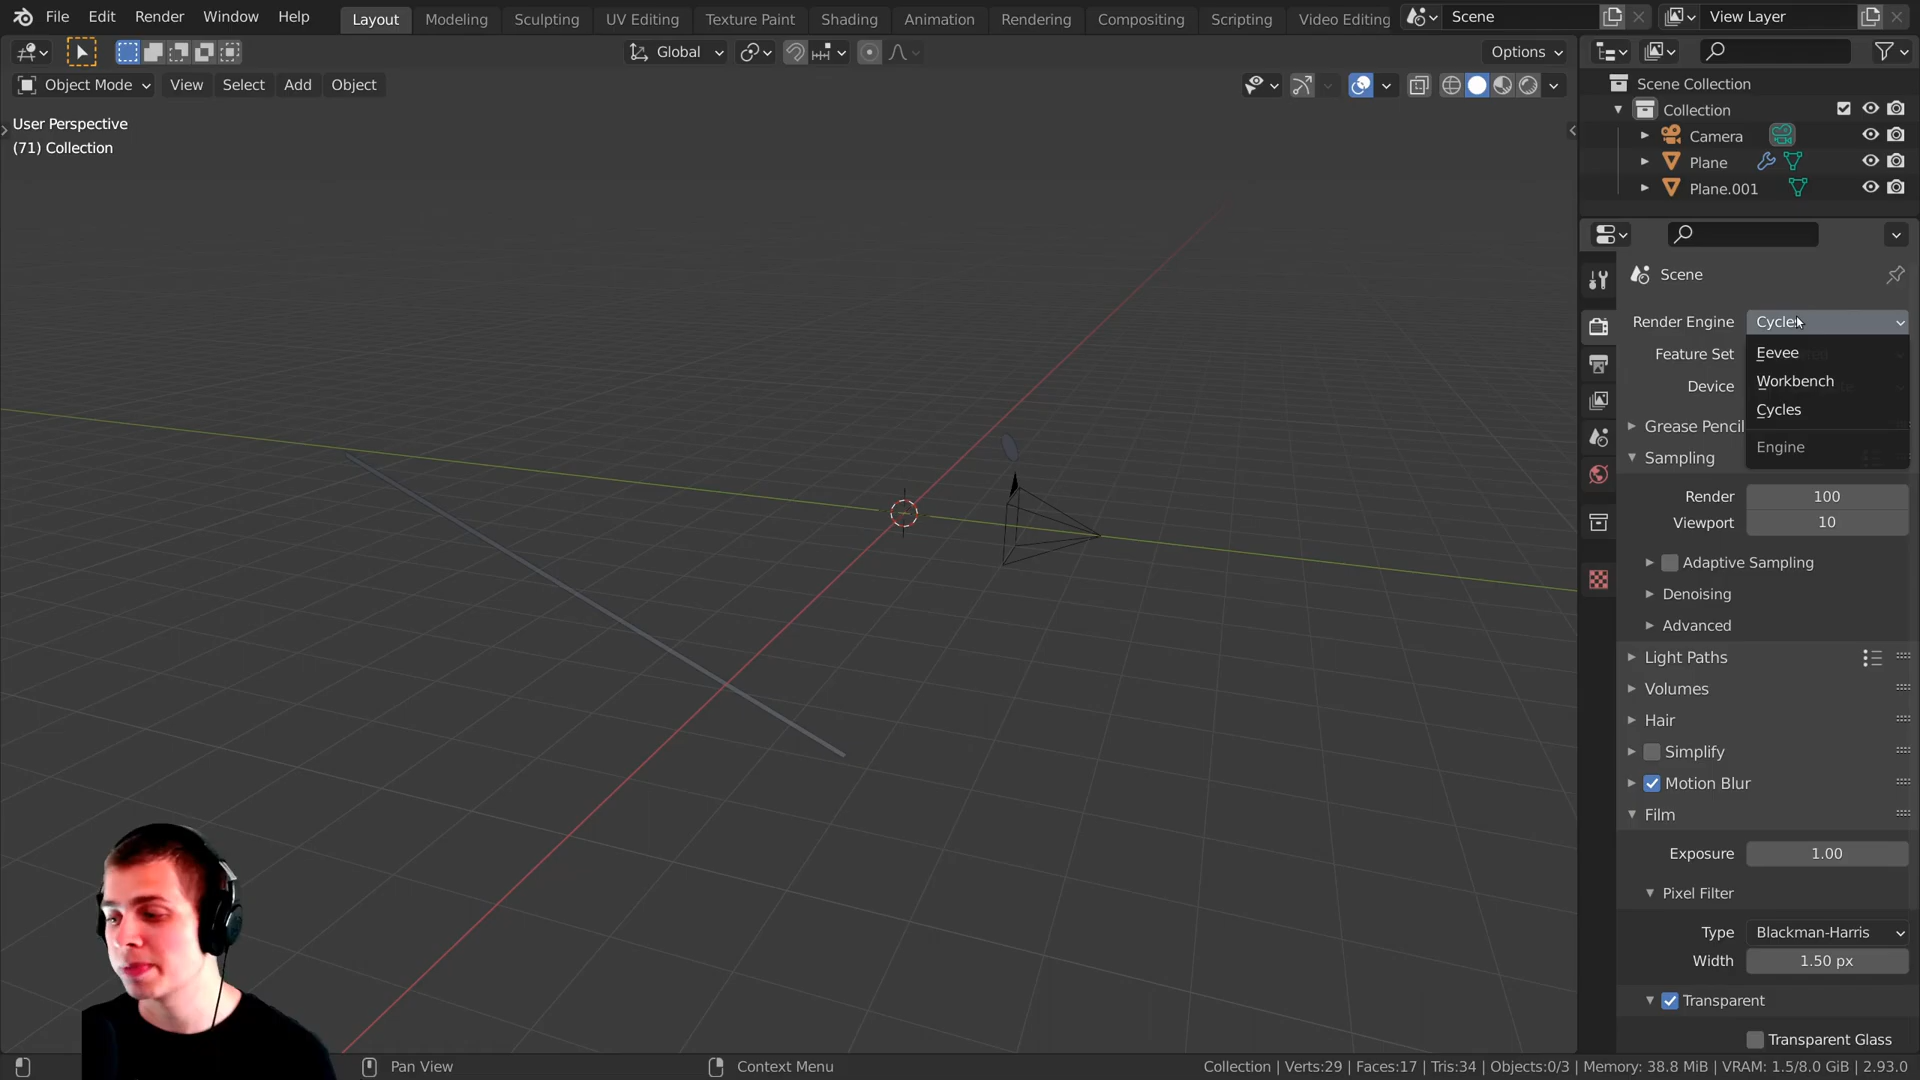 File Edit Render Window Help Layout Modeling Sculpting UV Editing Texture Paint Shading Animation Rendering Compositing Scripting Video Editing Scene View Layer
Global Options
Object Mode View Select Add Object
User Perspective
(71) Collection
Scene Collection
Collection
Camera
Plane
Plane.001
Scene
Render Engine Cycles
Feature Set Eevee
Workbench
Device
Cycles
Grease Pencil
Engine
Sampling
Render 100
Viewport 10
Adaptive Sampling
Denoising
Advanced
Light Paths
Volumes
Hair
Simplify
Motion Blur
Film
Exposure 1.00
Pixel Filter
Type Blackman-Harris
Width 1.50 px
Transparent
Transparent Glass
Pan View Context Menu Collection | Verts:29 | Faces:17 | Tris:34 | Objects:0/3 | Memory: 38.8 MiB | VRAM: 1.5/8.0 GiB | 2.93.0